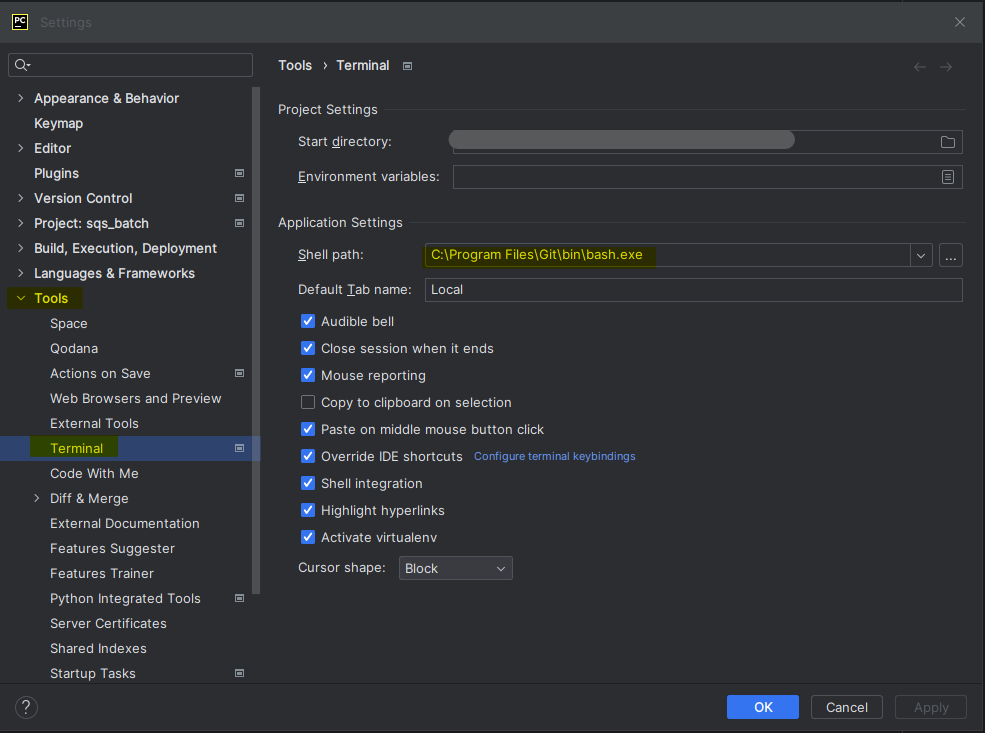 PC
Settings
Appearance & Behavior
Keymap
Editor
Plugins
Version Control
Project: sqs_batch
Build, Execution, Deployment
Languages & Frameworks
Tools
Space
Qodana
Actions on Save
Web Browsers and Preview
External Tools
Terminal
Code With Me
Diff & Merge
External Documentation
Features Suggester
Features Trainer
Python Integrated Tools
Server Certificates
Shared Indexes
Startup Tasks
Tools › Terminal
Project Settings
Start directory:
Environment variables:
Application Settings
Shell path: C:\Program Files\Git\bin\bash.exe ...
Default Tab name: Local
Audible bell
Close session when it ends
Mouse reporting
Copy to clipboard on selection
Paste on middle mouse button click
Override IDE shortcuts Configure terminal keybindings
Shell integration
Highlight hyperlinks
Activate virtualenv
Cursor shape: Block
? OK Cancel Apply